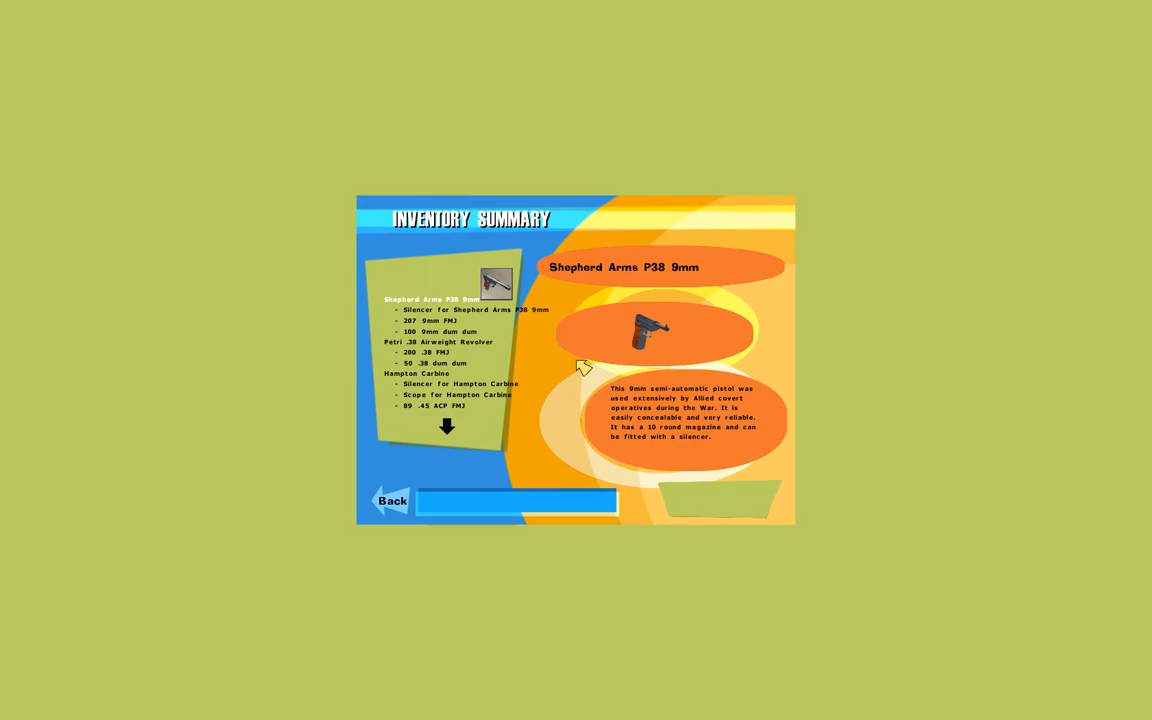 INVENTORY SUMMARY
Shepherd Arms P38 9mm
- Silencer for Shepherd Arms P38 9mm
- 207 9mm FMJ
- 100 9mm dum dum
Petri .38 Airweight Revolver
- 200 .38 FMJ
- 50 .38 dum dum
Hampton Carbine
- Silencer for Hampton Carbine
- Scope for Hampton Carbine
- 89 .45 ACP FMJ
Shepherd Arms P38 9mm
This 9mm semi-automatic pistol was
used extensively by Allied covert
operatives during the War. It is
easily concealable and very reliable.
It has a 10 round magazine and can
be fitted with a silencer.
Back